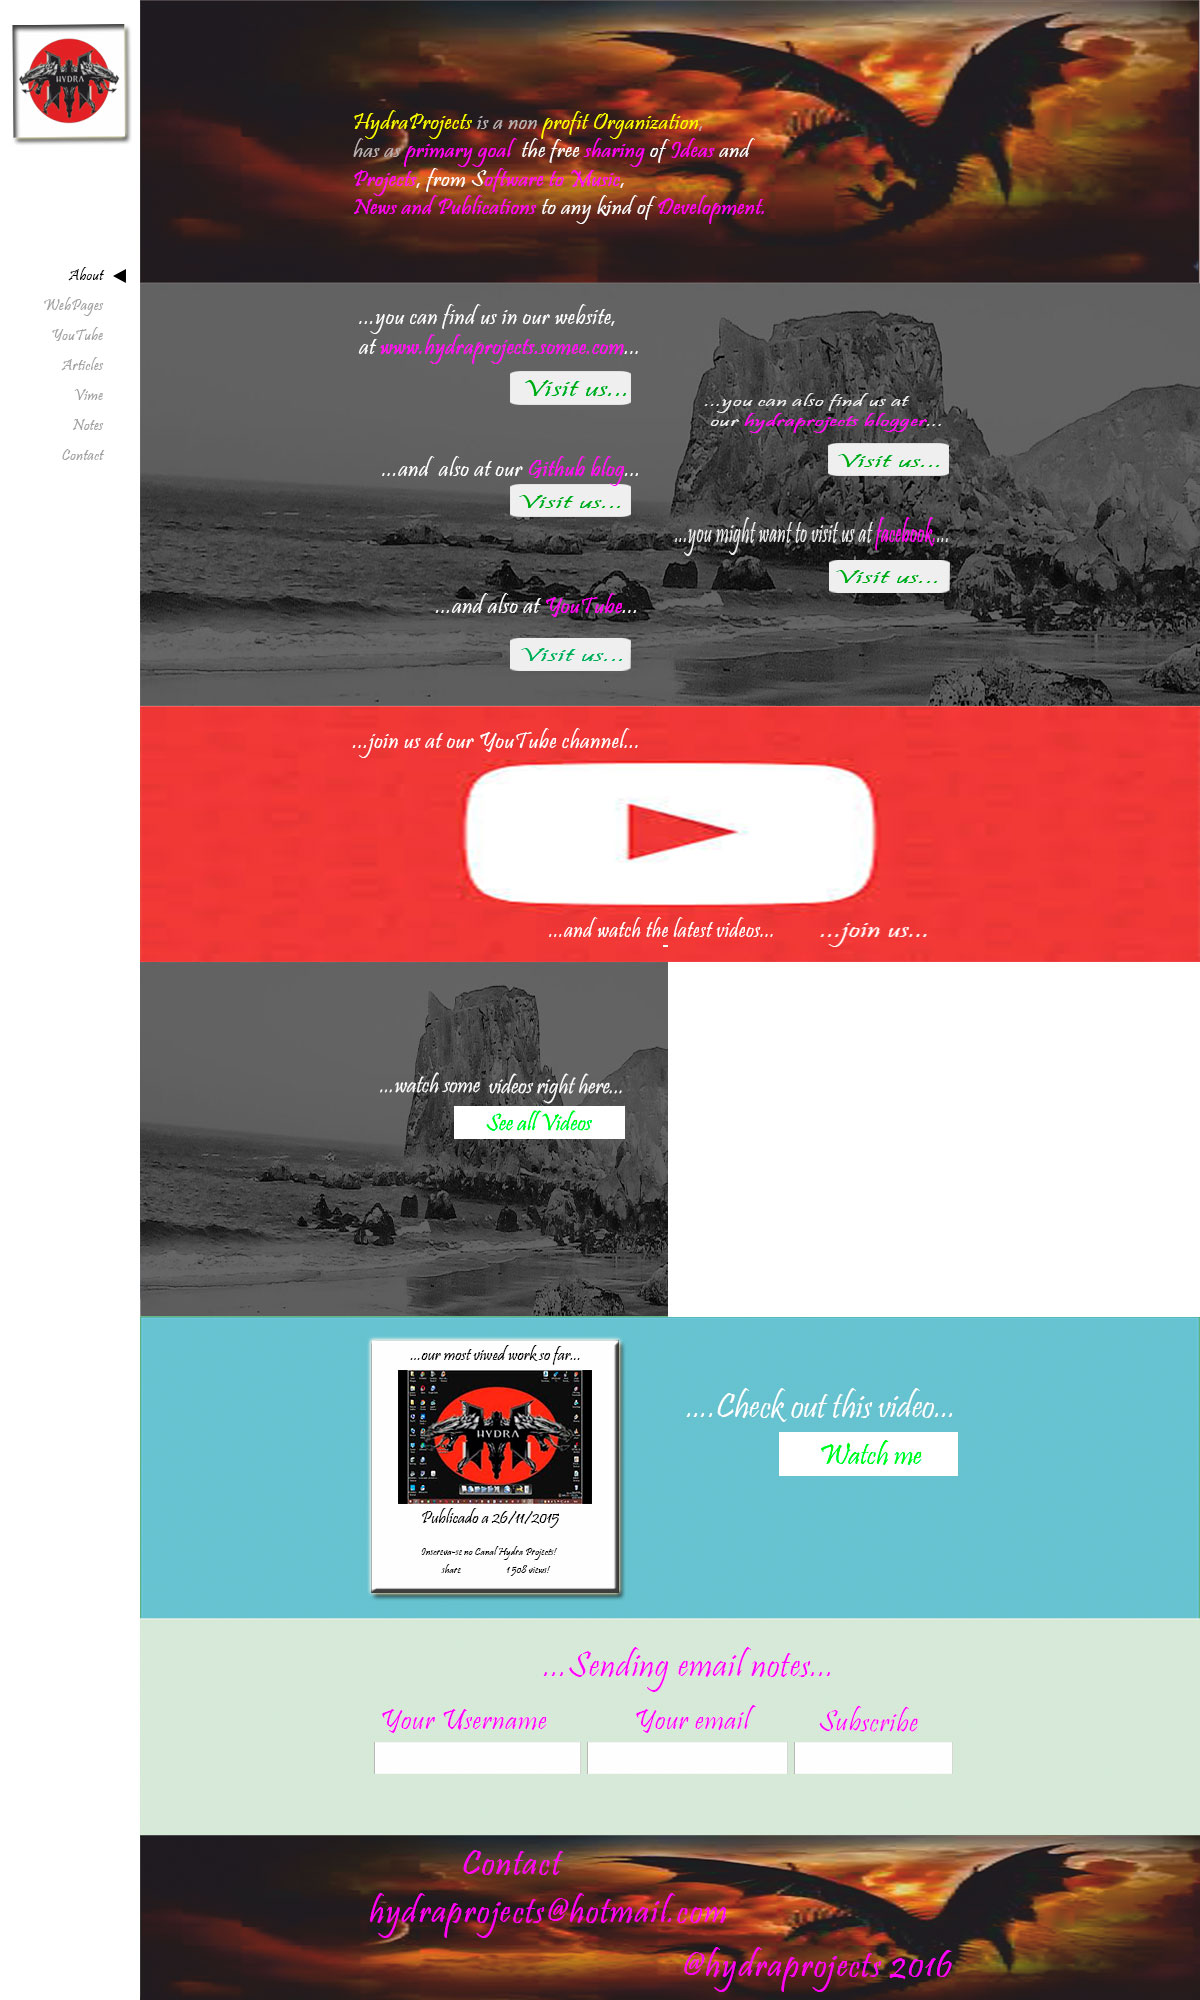 HYDRA
HydraProjects is a non profit Organization,
has as primary goal the free sharing of Ideas and
Projects, from Software to Music,
News and Publications to any kind of Development.
About
WebPages
YouTube
Articles
Vime
Notes
Contact
...you can find us in our website,
at www.hydraprojects.somee.com...
Visit us...
...you can also find us at
our hydraprojects blogger...
Visit us...
...and also at our Github blog...
Visit us...
...you might want to visit us at facebook...
Visit us...
...and also at YouTube...
Visit us...
...join us at our YouTube channel...
...and watch the latest videos...
...join us...
...watch some videos right here...
See all Videos
...our most viwed work so far...
HYDRA
Publicado a 26/11/2015
Inscreva-se no Canal Hydra Projects!
share 1 508 views!
....Check out this video...
Watch me
...Sending email notes...
Your Username Your email Subscribe
Contact
hydraprojects@hotmail.com
@hydraprojects 2016